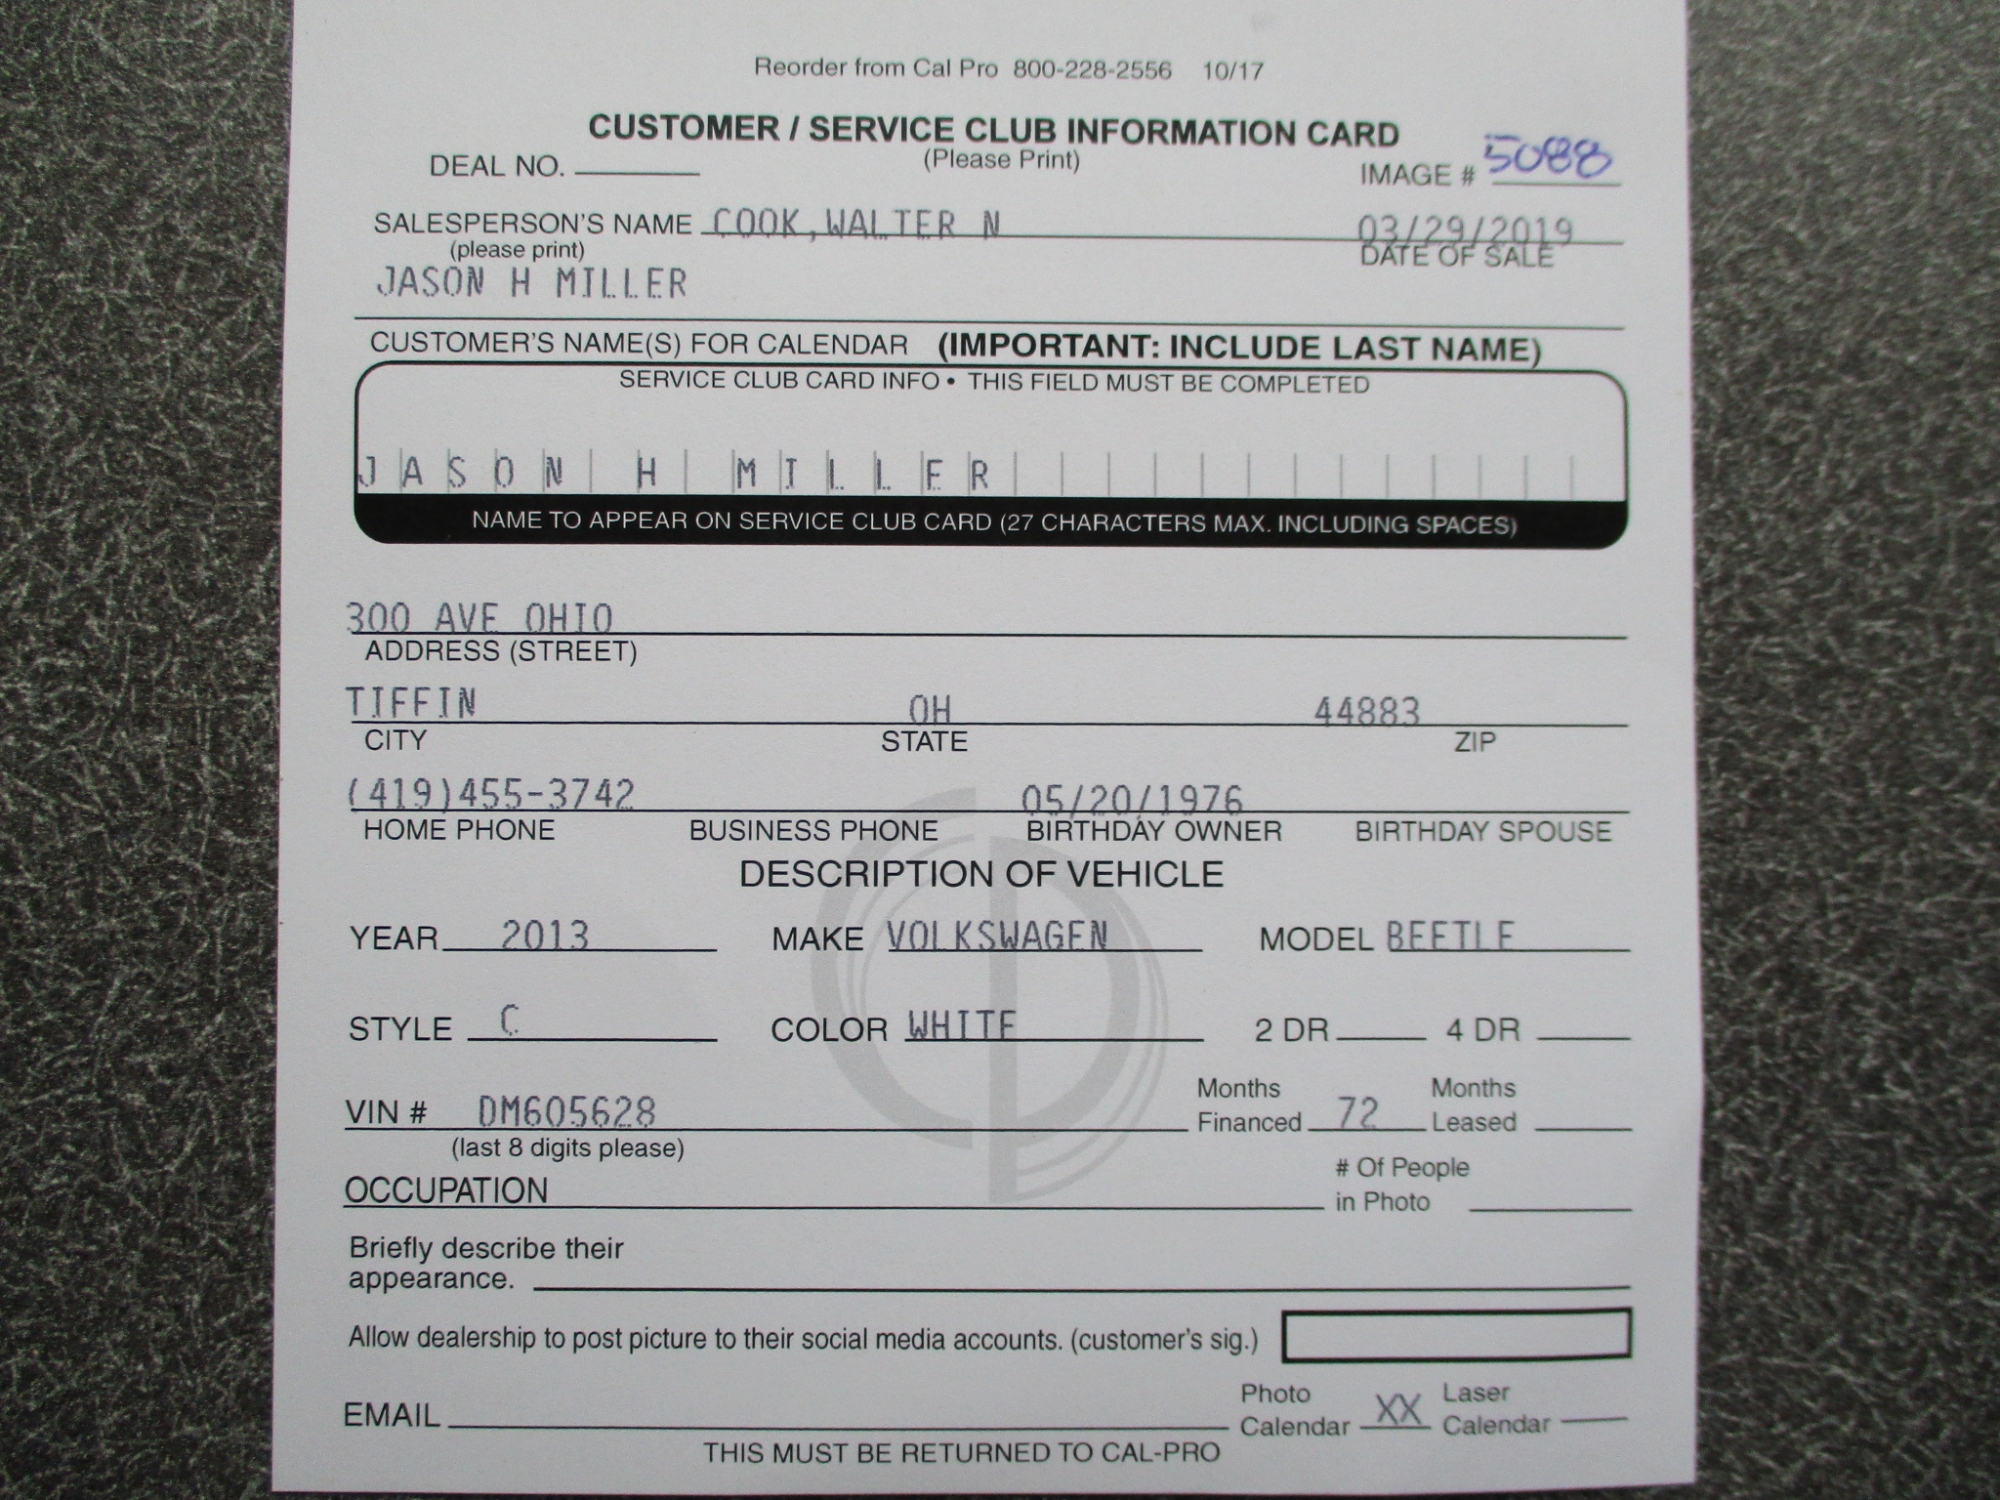 Reorder from Cal Pro 800-228-2556 10/17
CUSTOMER / SERVICE CLUB INFORMATION CARD
(Please Print)
DEAL NO. IMAGE # 5088
SALESPERSON'S NAME COOK,WALTER N 03/29/2019
(please print) DATE OF SALE
JASON H MILLER
CUSTOMER'S NAME(S) FOR CALENDAR (IMPORTANT: INCLUDE LAST NAME)
SERVICE CLUB CARD INFO • THIS FIELD MUST BE COMPLETED
JASON H MILLER
NAME TO APPEAR ON SERVICE CLUB CARD (27 CHARACTERS MAX. INCLUDING SPACES)
300 AVE OHIO
ADDRESS (STREET)
TIFFIN OH 44883
CITY STATE ZIP
(419)455-3742 05/20/1976
HOME PHONE BUSINESS PHONE BIRTHDAY OWNER BIRTHDAY SPOUSE
DESCRIPTION OF VEHICLE
YEAR 2013 MAKE VOLKSWAGEN MODEL BEETLE
STYLE C COLOR WHITE 2 DR 4 DR
VIN # DM605628 Months Financed 72 Months Leased
(last 8 digits please)
OCCUPATION # Of People in Photo
Briefly describe their
appearance.
Allow dealership to post picture to their social media accounts. (customer's sig.)
EMAIL Photo Calendar XX Laser Calendar
THIS MUST BE RETURNED TO CAL-PRO